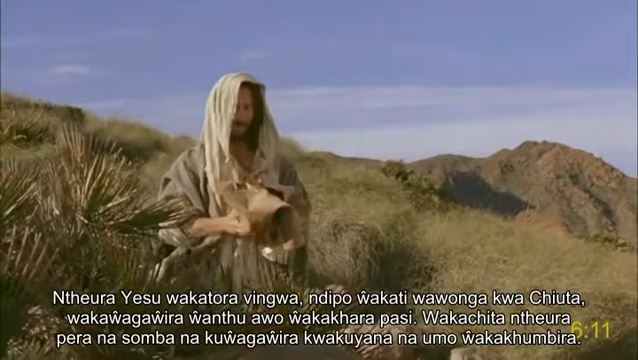 Ntheura Yesu wakatora vingwa, ndipo ŵakati wawonga kwa Chiuta,
wakaŵagaŵira ŵanthu awo ŵakakhara pasi. Wakachita ntheura
pera na somba na kuŵagaŵira kwakuyana na umo ŵakakhumbira.
6:11